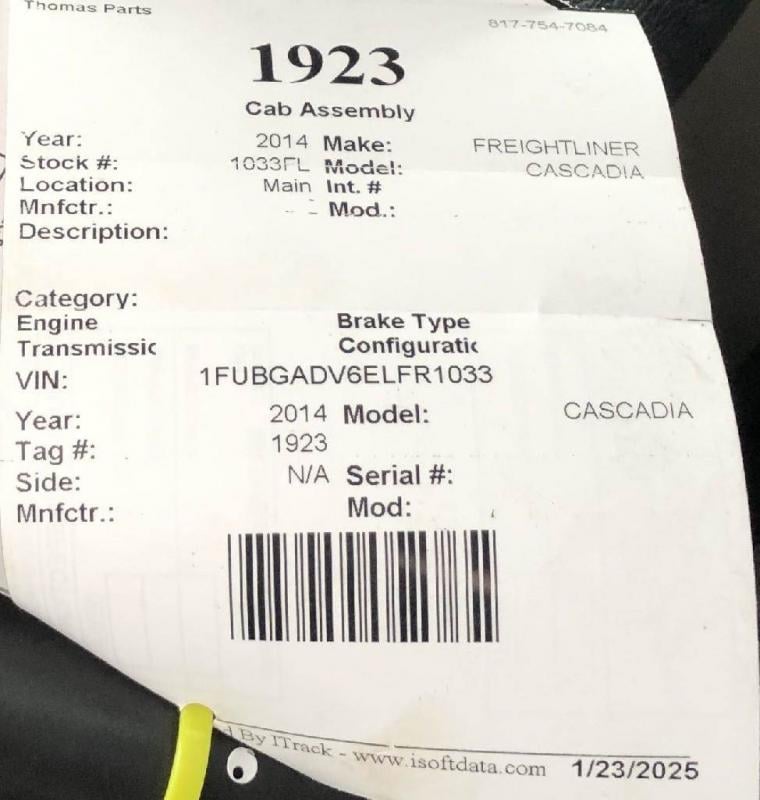 Thomas Parts 817-754-7084
1923
Cab Assembly
Year: 2014 Make: FREIGHTLINER
Stock #: 1033FL Model: CASCADIA
Location: Main Int. #
Mnfctr.: Mod.:
Description:
Category:
Engine Brake Type
Transmissic Configuratic
VIN: 1FUBGADV6ELFR1033
Year: 2014 Model: CASCADIA
Tag #: 1923
Side: N/A Serial #:
Mnfctr.: Mod:
By ITrack - www.isoftdata.com 1/23/2025